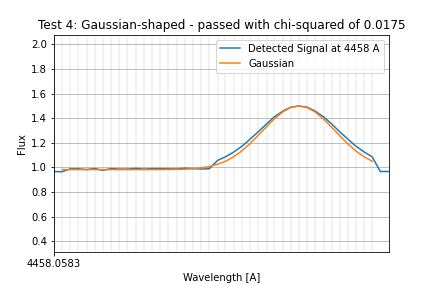 Test 4: Gaussian-shaped - passed with chi-squared of 0.0175
Detected Signal at 4458 A
Gaussian
2.0
1.8
1.6
1.4
1.2
1.0
0.8
0.6
0.4
Flux
4458.0583
Wavelength [A]